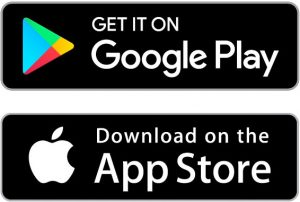 GET IT ON
Google Play
Download on the
App Store